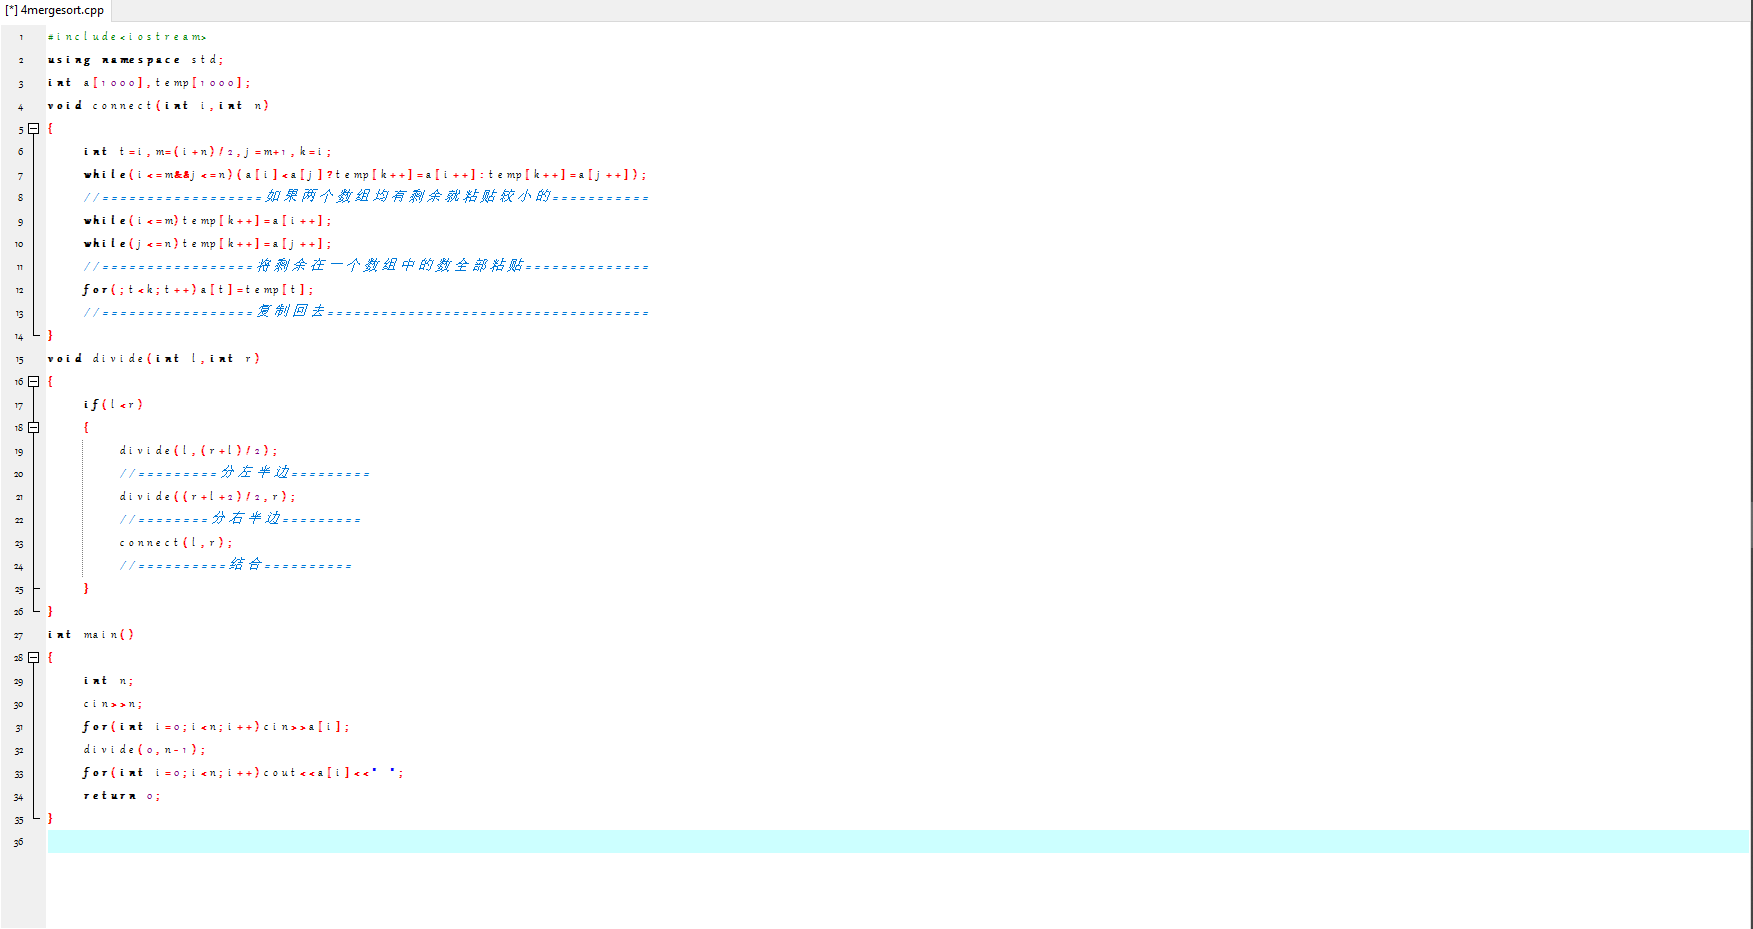 [*] 4mergesort.cpp
1 #include<iostream>
2 using namespace std;
3 int a[1000],temp[1000];
4 void connect(int i,int n)
5 {
6 int t=i,m=(i+n)/2,j=m+1,k=i;
7 while(i<=m&&j<=n)(a[i]<a[j]?temp[k++]=a[i++]:temp[k++]=a[j++]);
8 //==================如果两个数组均有剩余就粘贴较小的===========
9 while(i<=m)temp[k++]=a[i++];
10 while(j<=n)temp[k++]=a[j++];
11 //=================将剩余在一个数组中的数全部粘贴==============
12 for(;t<k;t++)a[t]=temp[t];
13 //=================复制回去====================================
14 }
15 void divide(int l,int r)
16 {
17 if(l<r)
18 {
19 divide(l,(r+l)/2);
20 //=========分左半边=========
21 divide((r+l+2)/2,r);
22 //========分右半边=========
23 connect(l,r);
24 //==========结合==========
25 }
26 }
27 int main()
28 {
29 int n;
30 cin>>n;
31 for(int i=0;i<n;i++)cin>>a[i];
32 divide(0,n-1);
33 for(int i=0;i<n;i++)cout<<a[i]<<" ";
34 return 0;
35 }
36